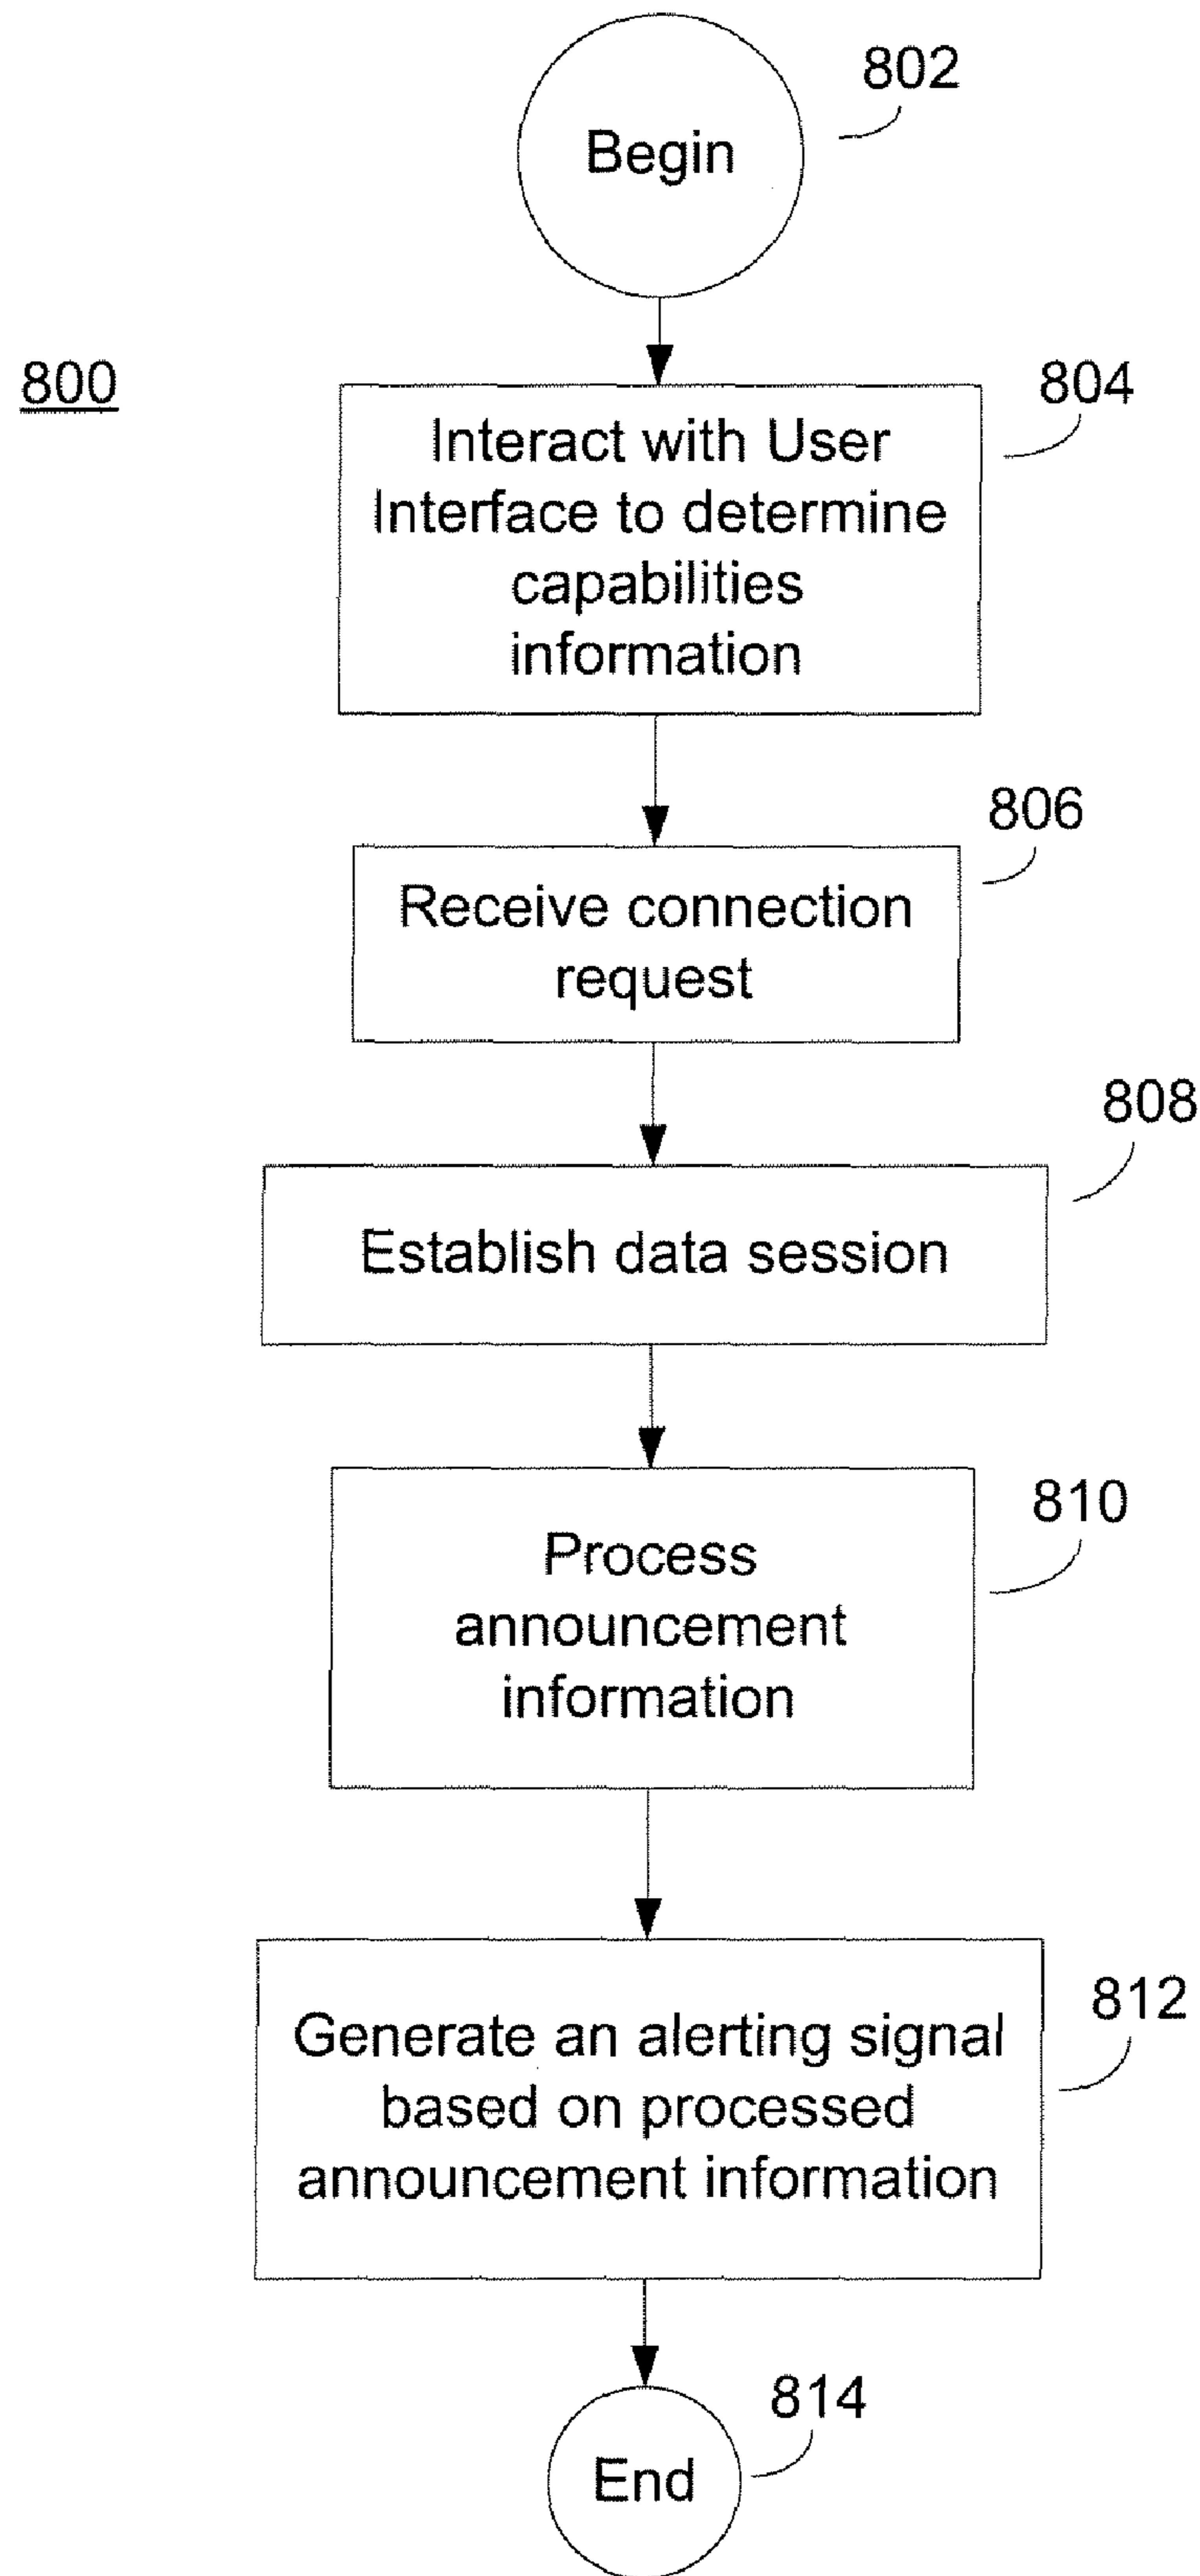 802
Begin
800
804
Interact with User
Interface to determine
capabilities
information
806
Receive connection
request
808
Establish data session
810
Process
announcement
information
812
Generate an alerting signal
based on processed
announcement information
814
End